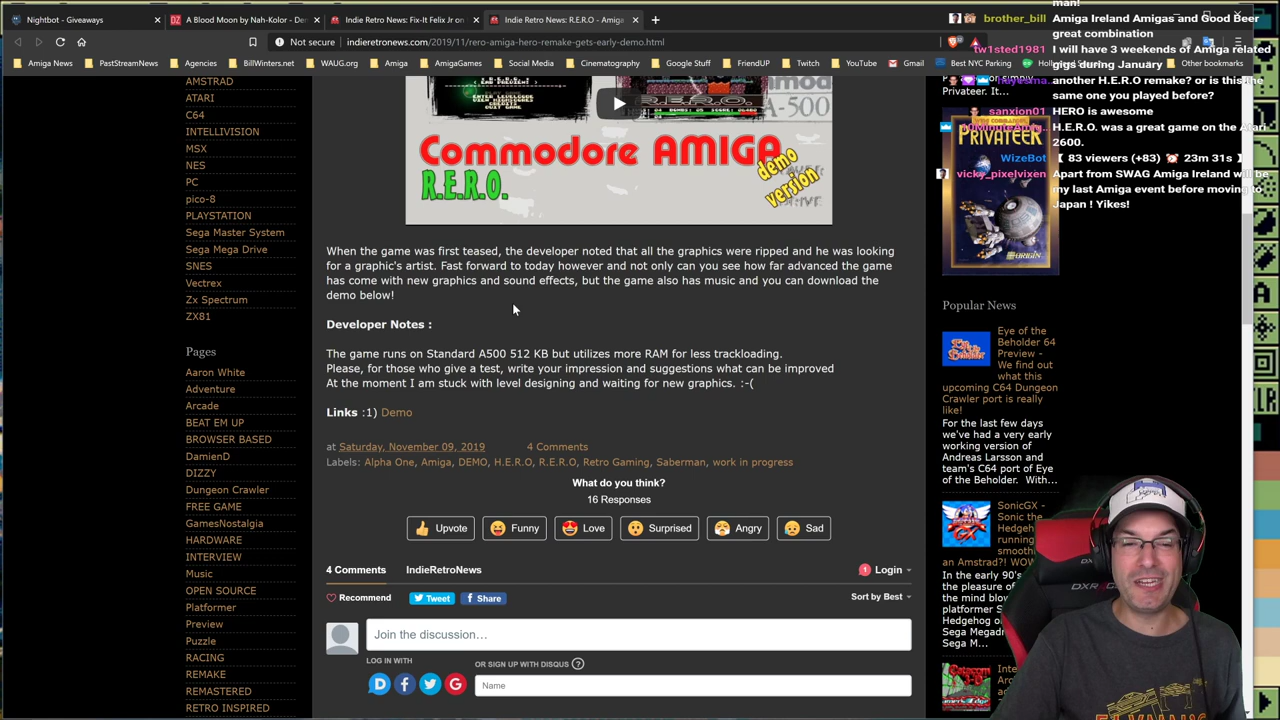 Nightbot - Giveaways
A Blood Moon by Nah-Kolor - Dem
Indie Retro News: Fix-It Felix Jr on
Indie Retro News: R.E.R.O - Amiga
Not secure
indieretronews.com/2019/11/rero-amiga-hero-remake-gets-early-demo.html
Amiga News
PastStreamNews
Agencies
BillWinters.net
WAUG.org
Amiga
AmigaGames
Social Media
Cinematography
Google Stuff
FriendUP
Twitch
YouTube
Gmail
Best NYC Parking
Other bookmarks
man!
brother_bill
Amiga Ireland Amigas and Good Beer
great combination
tw1sted1981
I will have 3 weekends of Amiga related
gigs during January
another H.E.R.O remake? or is this the
same one you played before?
sanxion01
HERO is awesome
H.E.R.O. was a great game on the Atari
2600.
WizeBot
【 83 viewers (+83) ⏰ 23m 31s 】
vicky_pixelvixen
Apart from SWAG Amiga Ireland will be
my last Amiga event before moving to
Japan ! Yikes!
Privateer. It...
PRIVATEER
ORIGIN
AMSTRAD
ATARI
C64
INTELLIVISION
MSX
NES
PC
pico-8
PLAYSTATION
Sega Master System
Sega Mega Drive
SNES
Vectrex
Zx Spectrum
ZX81
Pages
Aaron White
Adventure
Arcade
BEAT EM UP
BROWSER BASED
DamienD
DIZZY
Dungeon Crawler
FREE GAME
GamesNostalgia
HARDWARE
INTERVIEW
Music
OPEN SOURCE
Platformer
Preview
Puzzle
RACING
REMAKE
REMASTERED
RETRO INSPIRED
R.E.R.O.
A-500
Commodore AMIGA
R.E.R.O.
demo
version
When the game was first teased, the developer noted that all the graphics were ripped and he was looking
for a graphic's artist. Fast forward to today however and not only can you see how far advanced the game
has come with new graphics and sound effects, but the game also has music and you can download the
demo below!
Developer Notes :
The game runs on Standard A500 512 KB but utilizes more RAM for less trackloading.
Please, for those who give a test, write your impression and suggestions what can be improved
At the moment I am stuck with level designing and waiting for new graphics. :-(
Links :1) Demo
at Saturday, November 09, 2019
4 Comments
Labels: Alpha One, Amiga, DEMO, H.E.R.O, R.E.R.O, Retro Gaming, Saberman, work in progress
What do you think?
16 Responses
Upvote
Funny
Love
Surprised
Angry
Sad
4 Comments
IndieRetroNews
1
Login
Recommend
Tweet
Share
Sort by Best
Join the discussion…
LOG IN WITH
OR SIGN UP WITH DISQUS ?
Name
Popular News
Eye of the
Beholder 64
Preview -
We find out
what this
upcoming C64 Dungeon
Crawler port is really
like!
For the last few days
we've had a very early
working version of
Andreas Larsson and
team's C64 port of Eye
of the Beholder. With...
SonicGX -
Sonic the
an Amstrad?! WOW
In the early 90's
the pleasure of
platformer S
Sega M...
DXR